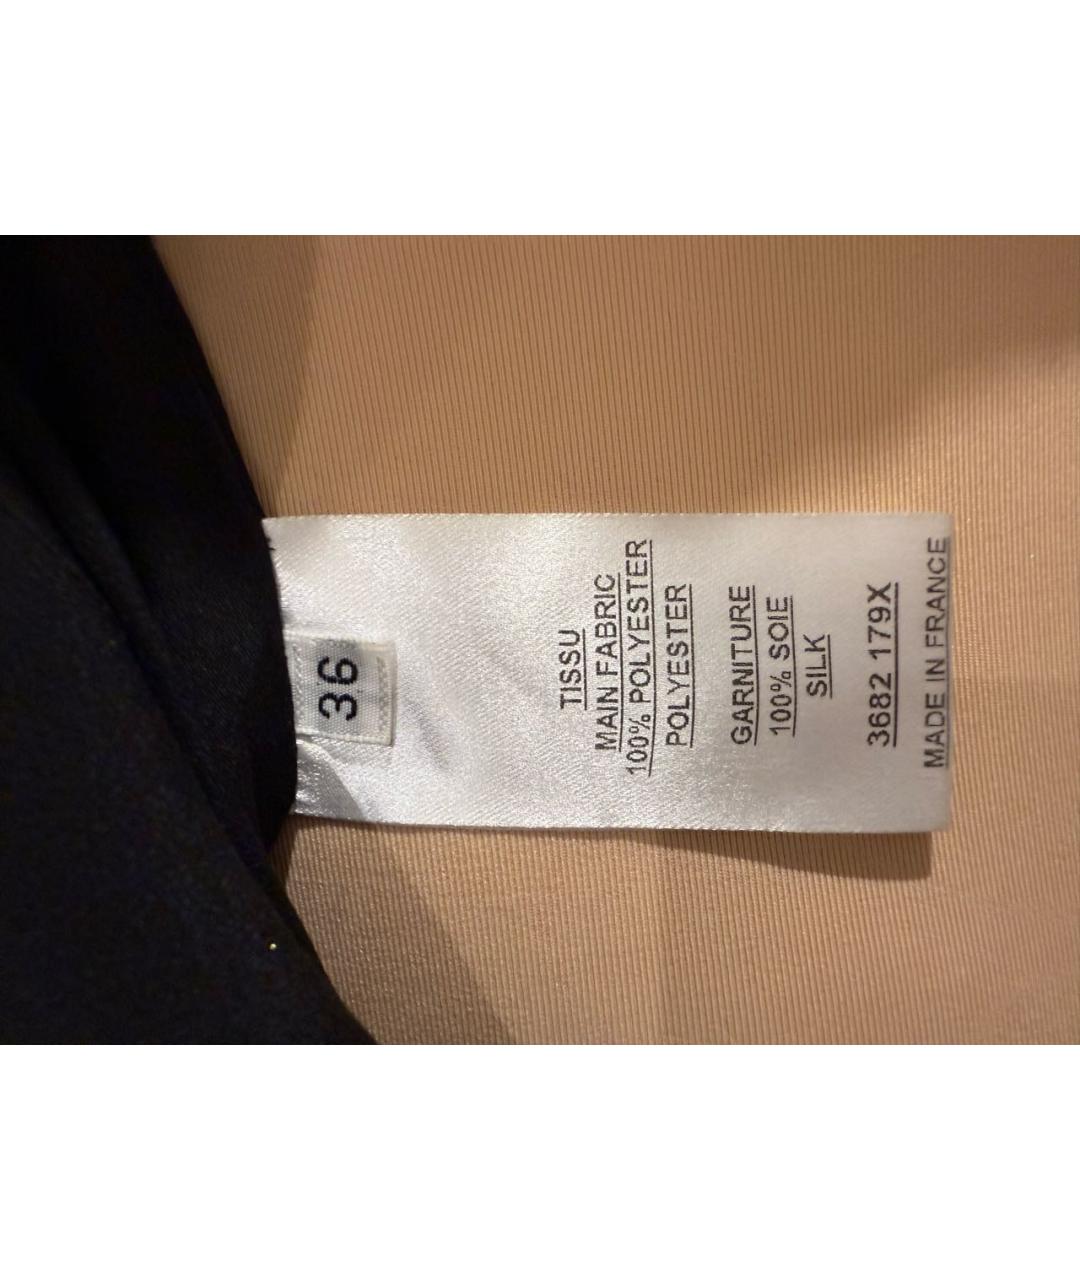 36
TISSU
MAIN FABRIC
100% POLYESTER
POLYESTER
GARNITURE
100% SOIE
SILK
3682 179X
MADE IN FRANCE